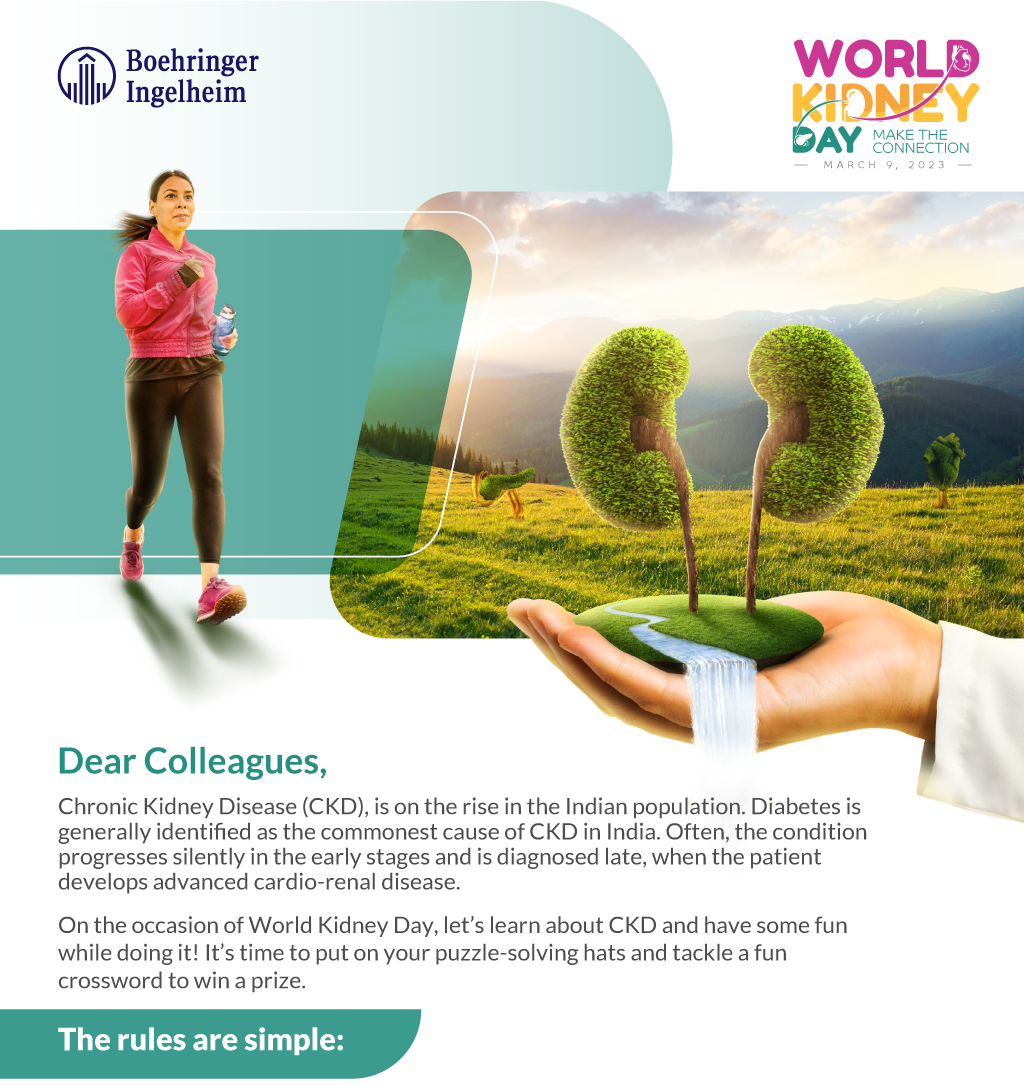 Boehringer
Ingelheim
WORLD
KIDNEY
DAY MAKE THE
CONNECTION
— MARCH 9, 2023 —
Dear Colleagues,
Chronic Kidney Disease (CKD), is on the rise in the Indian population. Diabetes is
generally identified as the commonest cause of CKD in India. Often, the condition
progresses silently in the early stages and is diagnosed late, when the patient
develops advanced cardio-renal disease.
On the occasion of World Kidney Day, let’s learn about CKD and have some fun
while doing it! It’s time to put on your puzzle-solving hats and tackle a fun
crossword to win a prize.
The rules are simple: